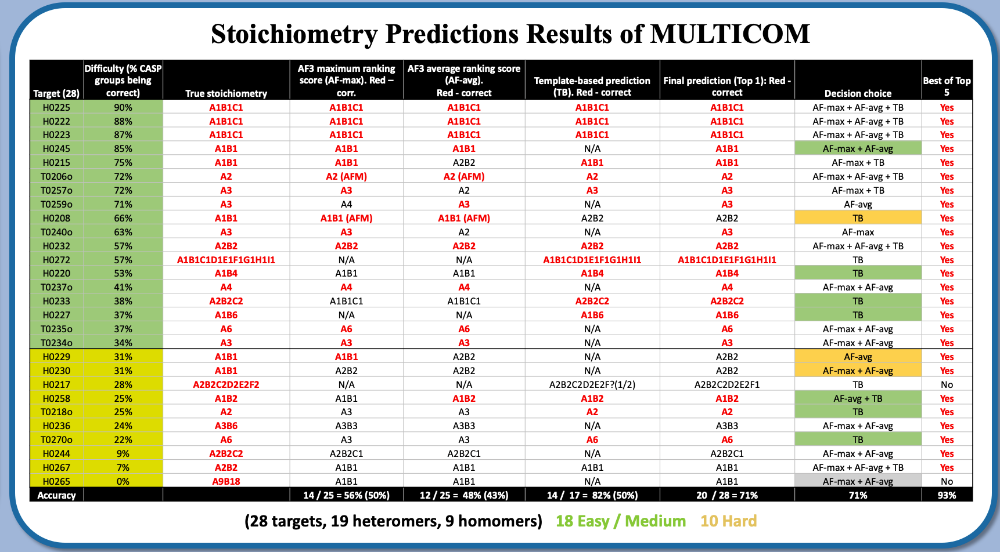 Stoichiometry Predictions Results of MULTICOM
Target (28) Difficulty (% CASP groups being correct) True stoichiometry AF3 maximum ranking score (AF-max). Red – corr. AF3 average ranking score (AF-avg). Red - correct Template-based prediction (TB). Red - correct Final prediction (Top 1): Red - correct Decision choice Best of Top 5
H0225 90% A1B1C1 A1B1C1 A1B1C1 A1B1C1 A1B1C1 AF-max + AF-avg + TB Yes
H0222 88% A1B1C1 A1B1C1 A1B1C1 A1B1C1 A1B1C1 AF-max + AF-avg + TB Yes
H0223 87% A1B1C1 A1B1C1 A1B1C1 A1B1C1 A1B1C1 AF-max + AF-avg + TB Yes
H0245 85% A1B1 A1B1 A1B1 N/A A1B1 AF-max + AF-avg Yes
H0215 75% A1B1 A1B1 A2B2 A1B1 A1B1 AF-max + TB Yes
T0206o 72% A2 A2 (AFM) A2 (AFM) A2 A2 AF-max + AF-avg + TB Yes
T0257o 72% A3 A3 A2 A3 A3 AF-max + TB Yes
T0259o 71% A3 A4 A3 N/A A3 AF-avg Yes
H0208 66% A1B1 A1B1 (AFM) A1B1 (AFM) A2B2 A2B2 TB Yes
T0240o 63% A3 A3 A2 N/A A3 AF-max Yes
H0232 57% A2B2 A2B2 A2B2 A2B2 A2B2 AF-max + AF-avg + TB Yes
H0272 57% A1B1C1D1E1F1G1H1I1 N/A N/A A1B1C1D1E1F1G1H1I1 A1B1C1D1E1F1G1H1I1 TB Yes
H0220 53% A1B4 A1B1 A1B1 A1B4 A1B4 TB Yes
T0237o 41% A4 A4 A4 N/A A4 AF-max + AF-avg Yes
H0233 38% A2B2C2 A1B1C1 A1B1C1 A2B2C2 A2B2C2 TB Yes
H0227 37% A1B6 N/A N/A A1B6 A1B6 TB Yes
T0235o 37% A6 A6 A6 N/A A6 AF-max + AF-avg Yes
T0234o 34% A3 A3 A3 N/A A3 AF-max + AF-avg Yes
H0229 31% A1B1 A1B1 A2B2 N/A A2B2 AF-avg Yes
H0230 31% A1B1 A2B2 A2B2 N/A A2B2 AF-max + AF-avg Yes
H0217 28% A2B2C2D2E2F2 N/A N/A A2B2C2D2E2F?(1/2) A2B2C2D2E2F1 TB No
H0258 25% A1B2 A1B1 A1B2 A1B2 A1B2 AF-avg + TB Yes
T0218o 25% A2 A3 A3 A2 A2 TB Yes
H0236 24% A3B6 A3B3 A3B3 N/A A3B3 AF-max + AF-avg Yes
T0270o 22% A6 A3 A3 A6 A6 TB Yes
H0244 9% A2B2C2 A2B2C1 A2B2C1 N/A A2B2C1 AF-max + AF-avg Yes
H0267 7% A2B2 A1B1 A1B1 A1B1 A1B1 AF-max + AF-avg + TB Yes
H0265 0% A9B18 A1B1 A1B1 N/A A1B1 AF-max + AF-avg No
Accuracy 14 / 25 = 56% (50%) 12 / 25 = 48% (43%) 14 / 17 = 82% (50%) 20 / 28 = 71% 71% 93%
(28 targets, 19 heteromers, 9 homomers) 18 Easy / Medium 10 Hard